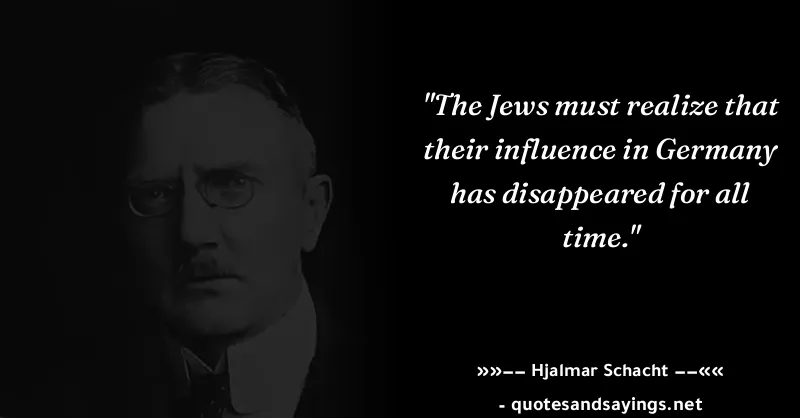 "The Jews must realize that
their influence in Germany
has disappeared for all
time."
»»−− Hjalmar Schacht −−««
- quotesandsayings.net